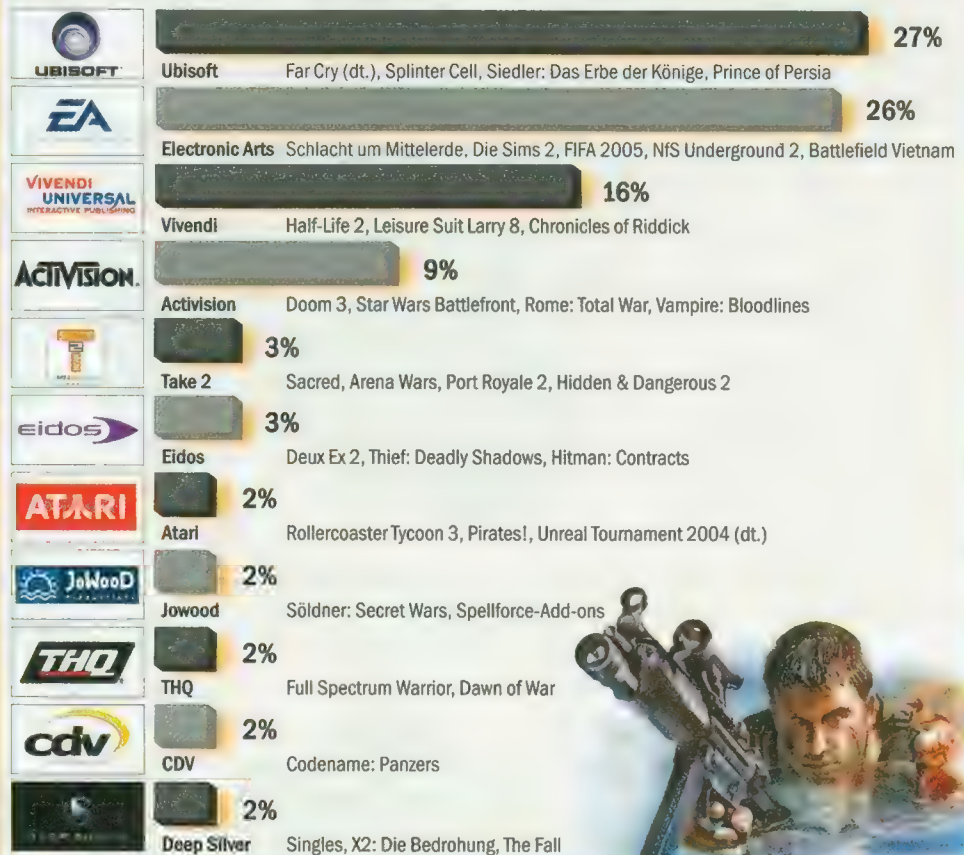 27%
UBISOFT
Ubisoft Far Cry (dt.), Splinter Cell, Siedler: Das Erbe der Könige, Prince of Persia
EA
26%
Electronic Arts Schlacht um Mittelerde, Die Sims 2, FIFA 2005, NfS Underground 2, Battlefield Vietnam
VIVENDI
UNIVERSAL
INTERACTIVE PUBLISHING
16%
Vivendi Half-Life 2, Leisure Suit Larry 8, Chronicles of Riddick
ACTIVISION.
9%
Activision Doom 3, Star Wars Battlefront, Rome: Total War, Vampire: Bloodlines
3%
Take 2 Sacred, Arena Wars, Port Royale 2, Hidden & Dangerous 2
eidos
3%
Eidos Deux Ex 2, Thief: Deadly Shadows, Hitman: Contracts
ATARI
2%
Atari Rollercoaster Tycoon 3, Pirates!, Unreal Tournament 2004 (dt.)
JoWooD
2%
Jowood Söldner: Secret Wars, Spellforce-Add-ons
THQ
2%
THQ Full Spectrum Warrior, Dawn of War
cdv
2%
CDV Codename: Panzers
2%
Deep Silver Singles, X2: Die Bedrohung, The Fall